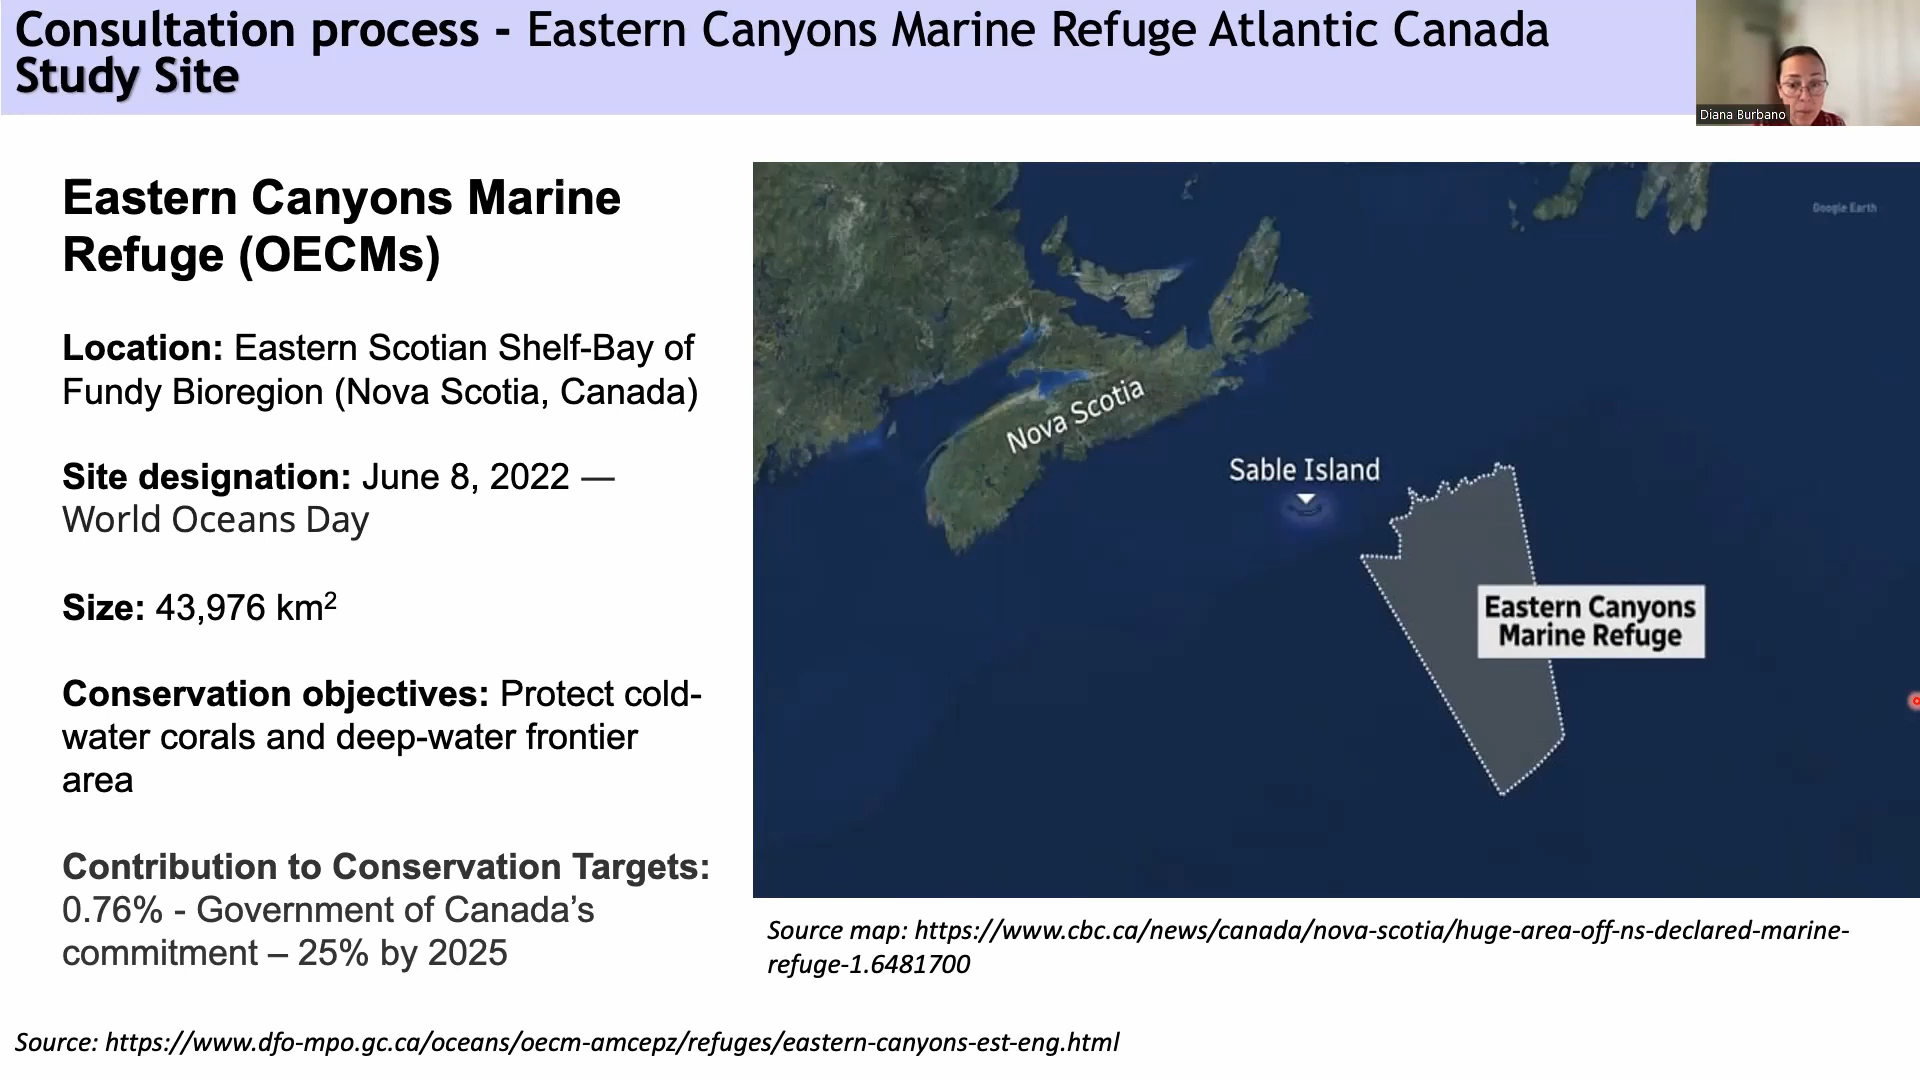 Consultation process - Eastern Canyons Marine Refuge Atlantic Canada
Study Site
Diana Burbano
Eastern Canyons Marine
Refuge (OECMs)
Location: Eastern Scotian Shelf-Bay of
Fundy Bioregion (Nova Scotia, Canada)
Site designation: June 8, 2022 —
World Oceans Day
Size: 43,976 km²
Conservation objectives: Protect cold-
water corals and deep-water frontier
area
Contribution to Conservation Targets:
0.76% - Government of Canada’s
commitment – 25% by 2025
Google Earth
Nova Scotia
Sable Island
Eastern Canyons
Marine Refuge
Source map: https://www.cbc.ca/news/canada/nova-scotia/huge-area-off-ns-declared-marine-
refuge-1.6481700
Source: https://www.dfo-mpo.gc.ca/oceans/oecm-amcepz/refuges/eastern-canyons-est-eng.html